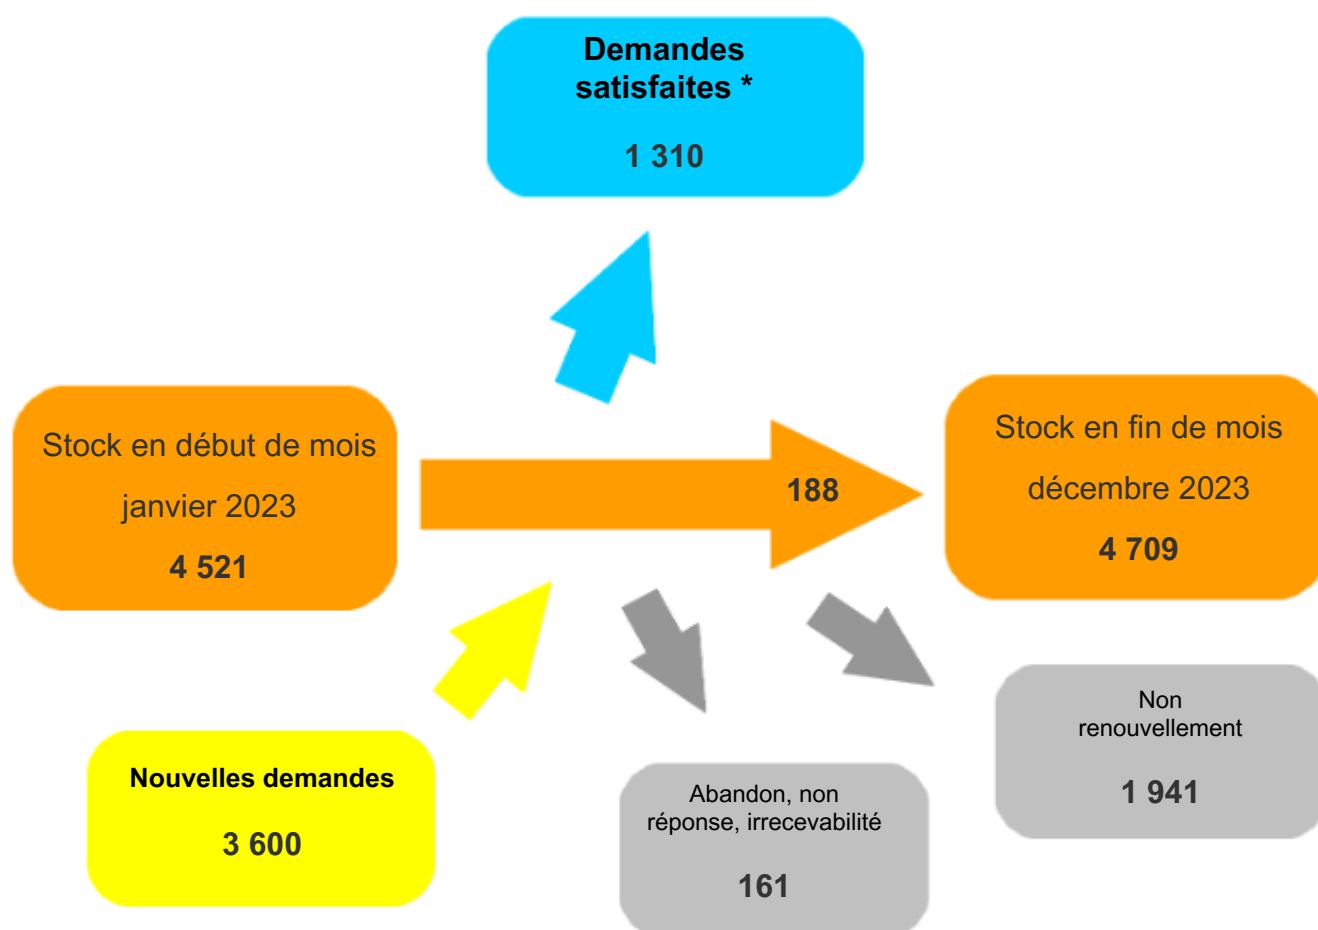 Demandes
satisfaites *
1 310
Stock en début de mois
janvier 2023
4 521
188
Stock en fin de mois
décembre 2023
4 709
Nouvelles demandes
3 600
Abandon, non
réponse, irrecevabilité
161
Non
renouvellement
1 941